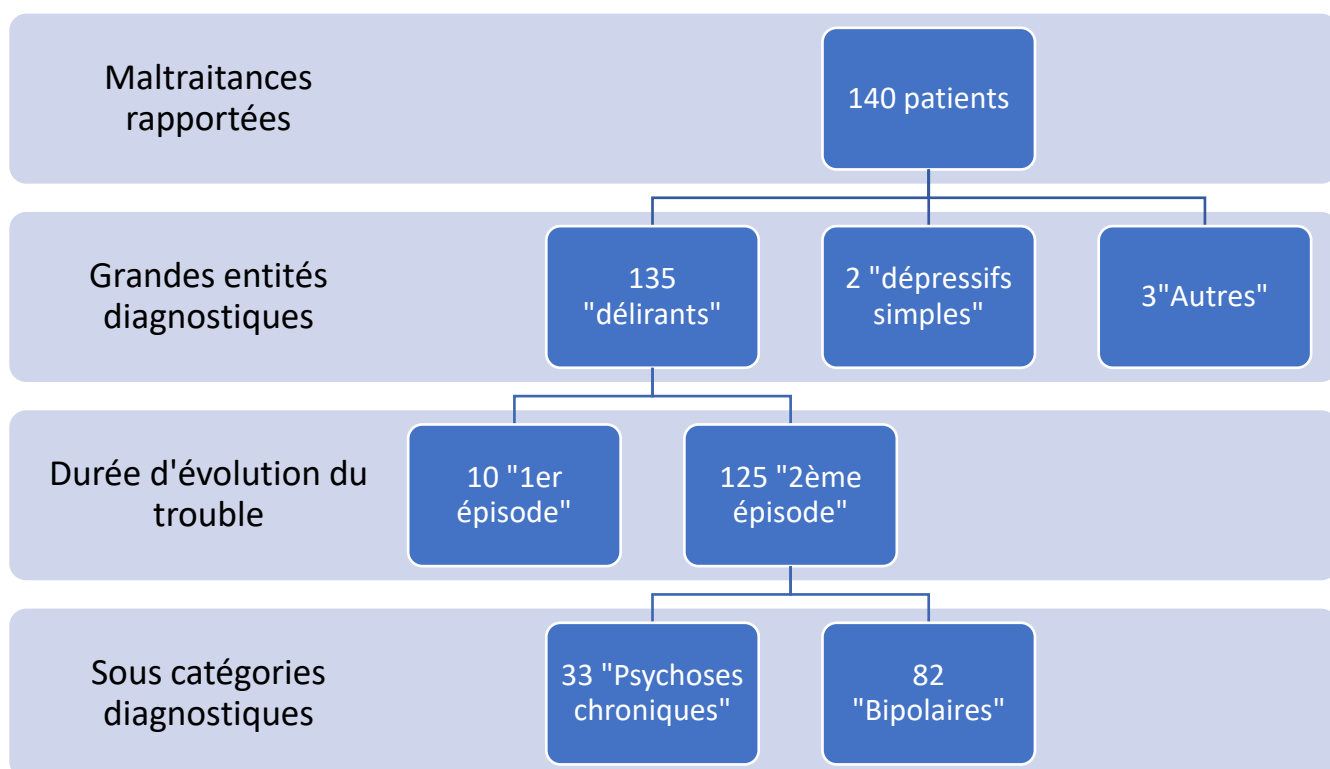 Maltraitances
rapportées
140 patients
Grandes entités
diagnostiques
135
"délirants"
2 "dépressifs
simples"
3"Autres"
Durée d'évolution du
trouble
10 "1er
épisode"
125 "2ème
épisode"
Sous catégories
diagnostiques
33 "Psychoses
chroniques"
82
"Bipolaires"